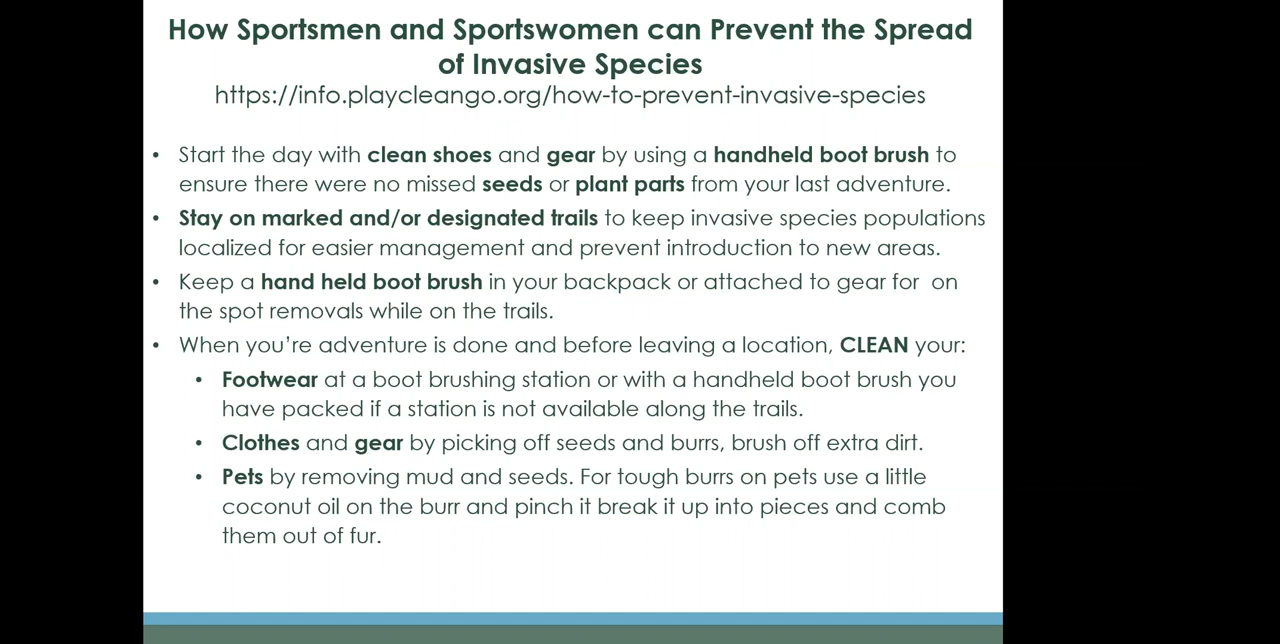 How Sportsmen and Sportswomen can Prevent the Spread
of Invasive Species
https://info.playcleango.org/how-to-prevent-invasive-species
• Start the day with clean shoes and gear by using a handheld boot brush to
ensure there were no missed seeds or plant parts from your last adventure.
• Stay on marked and/or designated trails to keep invasive species populations
localized for easier management and prevent introduction to new areas.
• Keep a hand held boot brush in your backpack or attached to gear for  on
the spot removals while on the trails.
• When you’re adventure is done and before leaving a location, CLEAN your:
• Footwear at a boot brushing station or with a handheld boot brush you
have packed if a station is not available along the trails.
• Clothes and gear by picking off seeds and burrs, brush off extra dirt.
• Pets by removing mud and seeds. For tough burrs on pets use a little
coconut oil on the burr and pinch it break it up into pieces and comb
them out of fur.